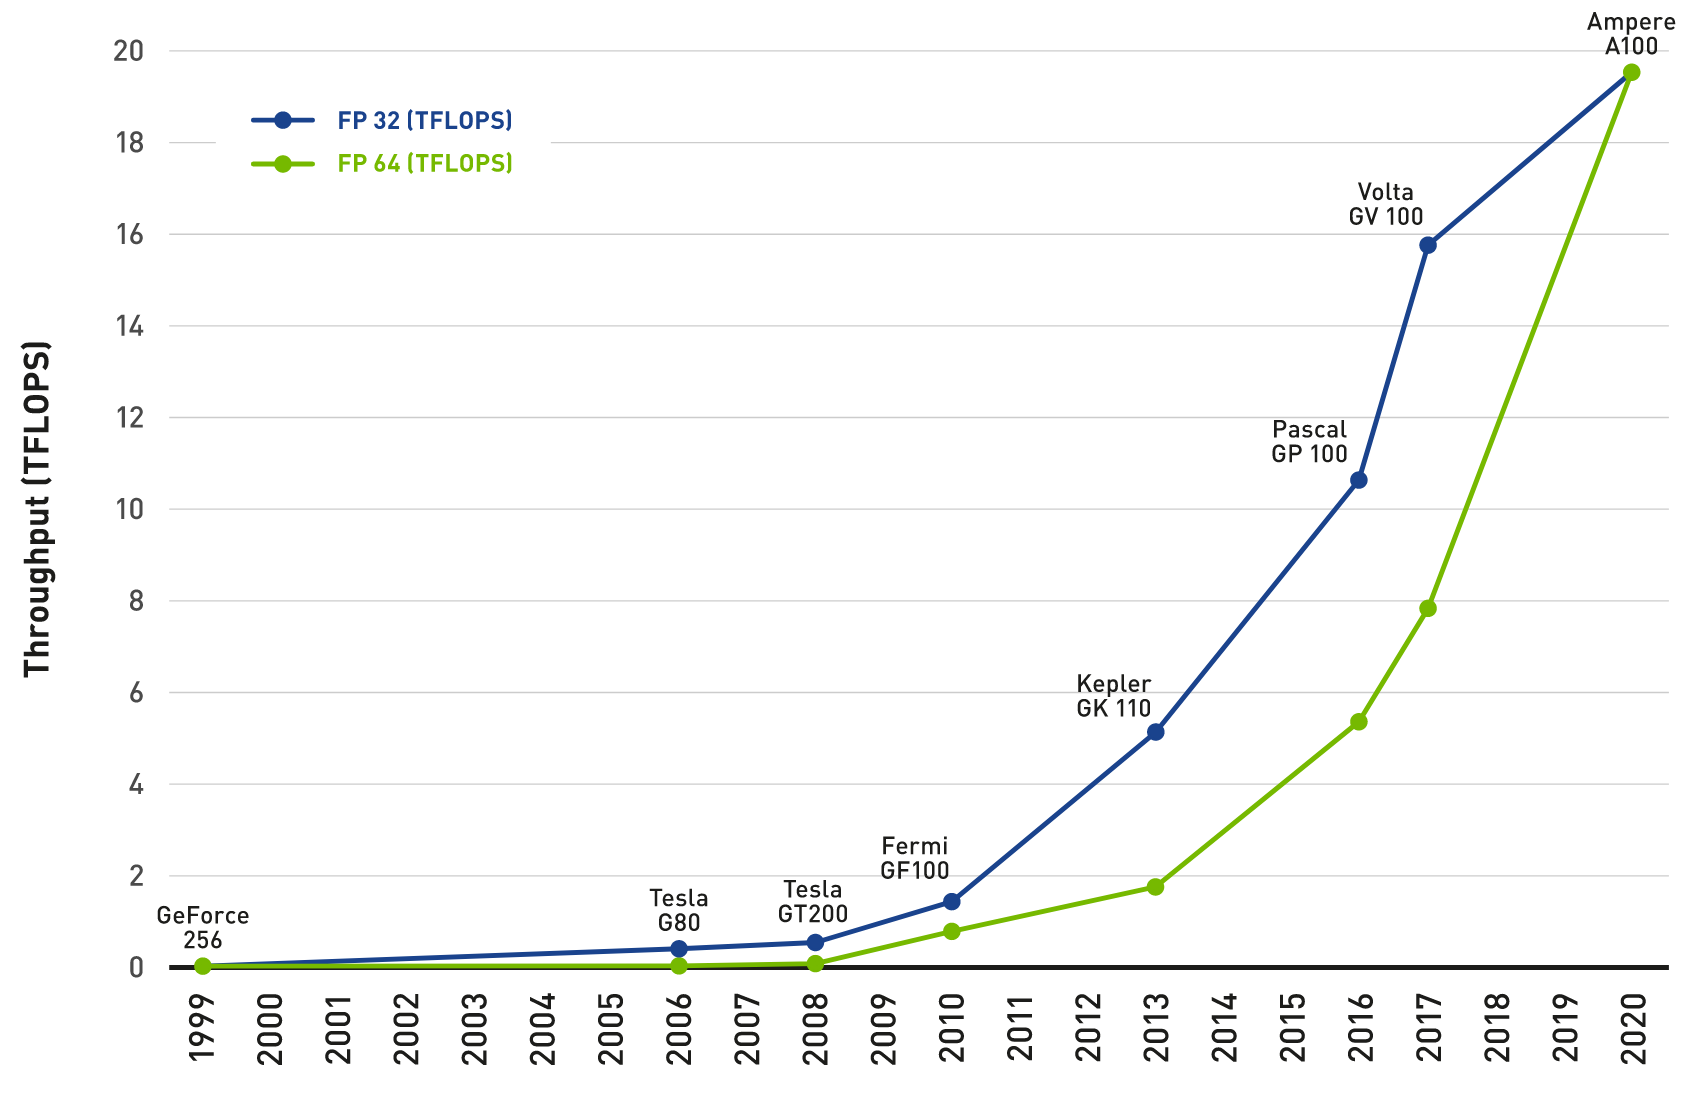 Ampere
A100
20
FP 32 (TFLOPS)
18
FP 64 (TFLOPS)
Volta
GV 100
16
14
Throughput (TFLOPS)
12
Pascal
GP 100
10
8
6
Kepler
GK 110
4
Fermi
GF100
2
Tesla
GT200
Tesla
G80
GeForce
256
0
1999 2000 2001 2002 2003 2004 2005 2006 2007 2008 2009 2010 2011 2012 2013 2014 2015 2016 2017 2018 2019 2020